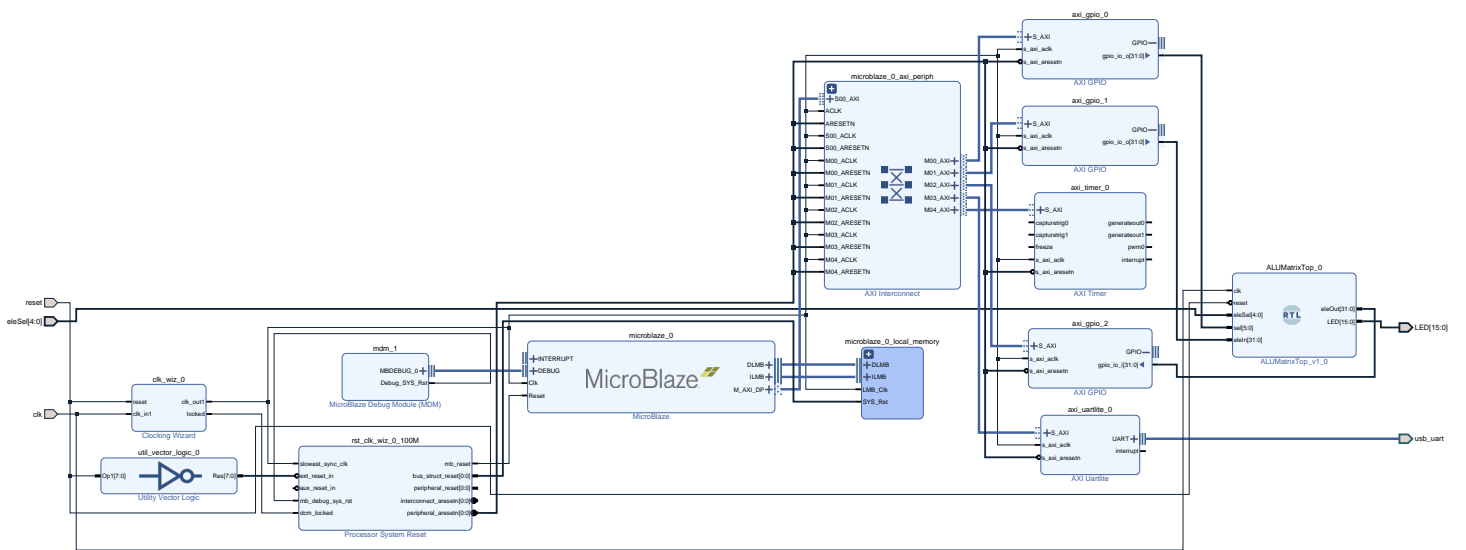 axi_gpio_0
S_AXI
s_axi_aclk
s_axi_aresetn
GPIO
gpio_io_o[31:0]
AXI GPIO
microblaze_0_axi_periph
S00_AXI
ACLK
ARESETN
S00_ACLK
S00_ARESETN
M00_ACLK
M00_ARESETN
M01_ACLK
M01_ARESETN
M02_ACLK
M02_ARESETN
M03_ACLK
M03_ARESETN
M04_ACLK
M04_ARESETN
M00_AXI
M01_AXI
M02_AXI
M03_AXI
M04_AXI
AXI Interconnect
axi_gpio_1
S_AXI
s_axi_aclk
s_axi_aresetn
GPIO
gpio_io_o[31:0]
AXI GPIO
axi_timer_0
S_AXI
capturetrig0
capturetrig1
freeze
s_axi_aclk
s_axi_aresetn
generateout0
generateout1
pwm0
interrupt
AXI Timer
ALUMatrixTop_0
clk
reset
eleSel[4:0]
sel[5:0]
eleIn[31:0]
RTL
eleOut[31:0]
LED[15:0]
ALUMatrixTop_v1_0
LED[15:0]
reset
eleSel[4:0]
axi_gpio_2
S_AXI
s_axi_aclk
s_axi_aresetn
GPIO
gpio_io_i[31:0]
AXI GPIO
microblaze_0
INTERRUPT
DEBUG
Clk
Reset
MicroBlaze
DLMB
ILMB
M_AXI_DP
MicroBlaze
microblaze_0_local_memory
DLMB
ILMB
LMB_Clk
SYS_Rst
mdm_1
MBDEBUG_0
Debug_SYS_Rst
MicroBlaze Debug Module (MDM)
clk_wiz_0
reset
clk_in1
clk_out1
locked
Clocking Wizard
clk
axi_uartlite_0
S_AXI
s_axi_aclk
s_axi_aresetn
UART
interrupt
AXI Uartlite
usb_uart
util_vector_logic_0
Op1[7:0]
Res[7:0]
Utility Vector Logic
rst_clk_wiz_0_100M
slowest_sync_clk
ext_reset_in
aux_reset_in
mb_debug_sys_rst
dcm_locked
mb_reset
bus_struct_reset[0:0]
peripheral_reset[0:0]
interconnect_aresetn[0:0]
peripheral_aresetn[0:0]
Processor System Reset